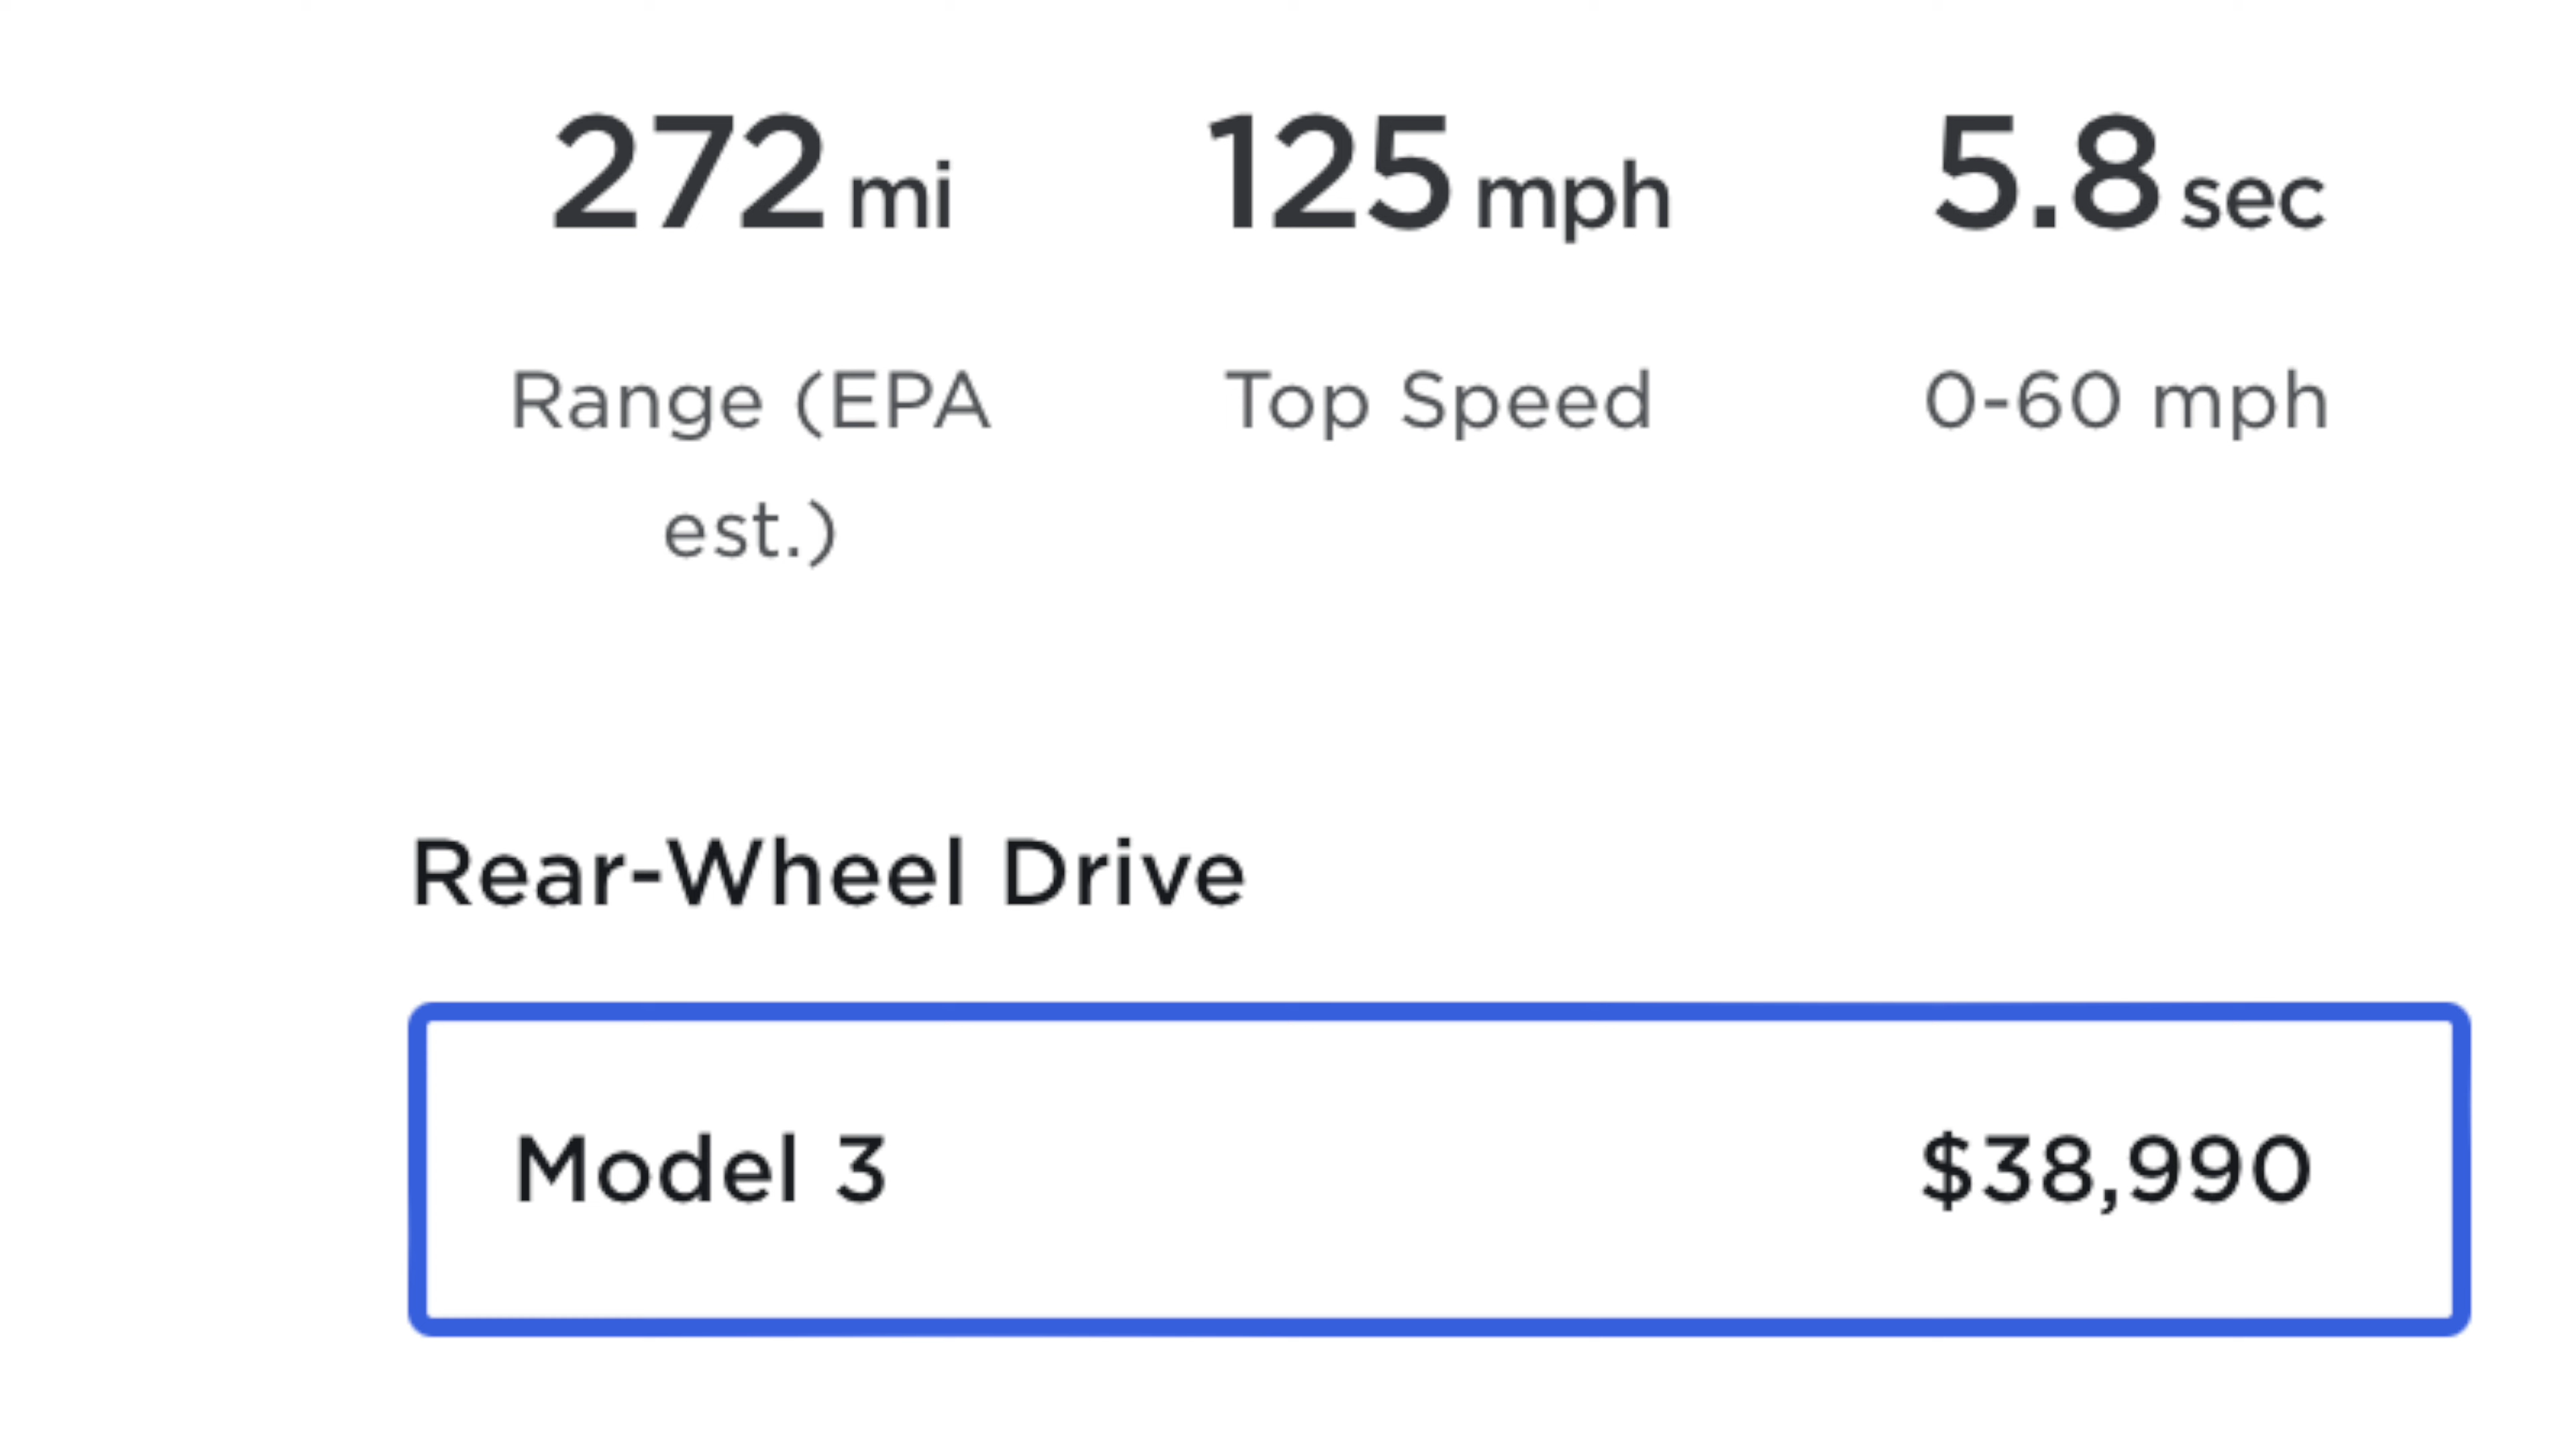 272 mi 125 mph 5.8 sec
Range (EPA est.) Top Speed 0-60 mph
Rear-Wheel Drive
Model 3 $38,990